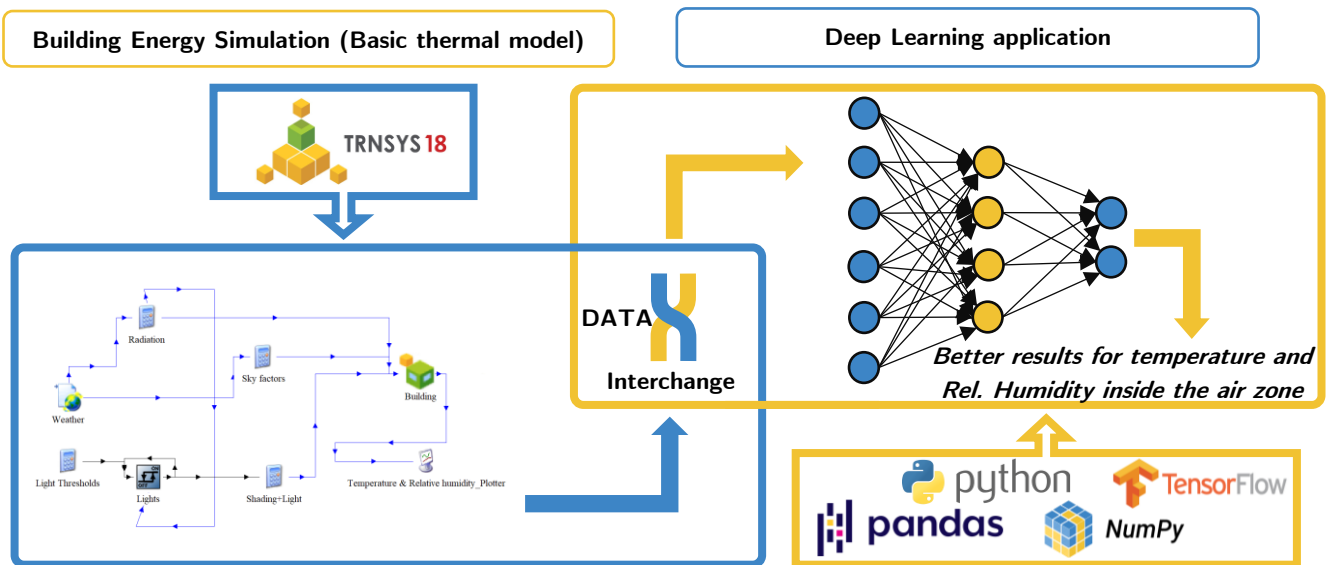 Building Energy Simulation (Basic thermal model)
Deep Learning application
TRNSYS 18
Radiation
Sky factors
Weather
Building
Light Thresholds
Lights
Shading+Light
Temperature & Relative humidity_Plotter
DATA
Interchange
Better results for temperature and
Rel. Humidity inside the air zone
python
TensorFlow
pandas
NumPy